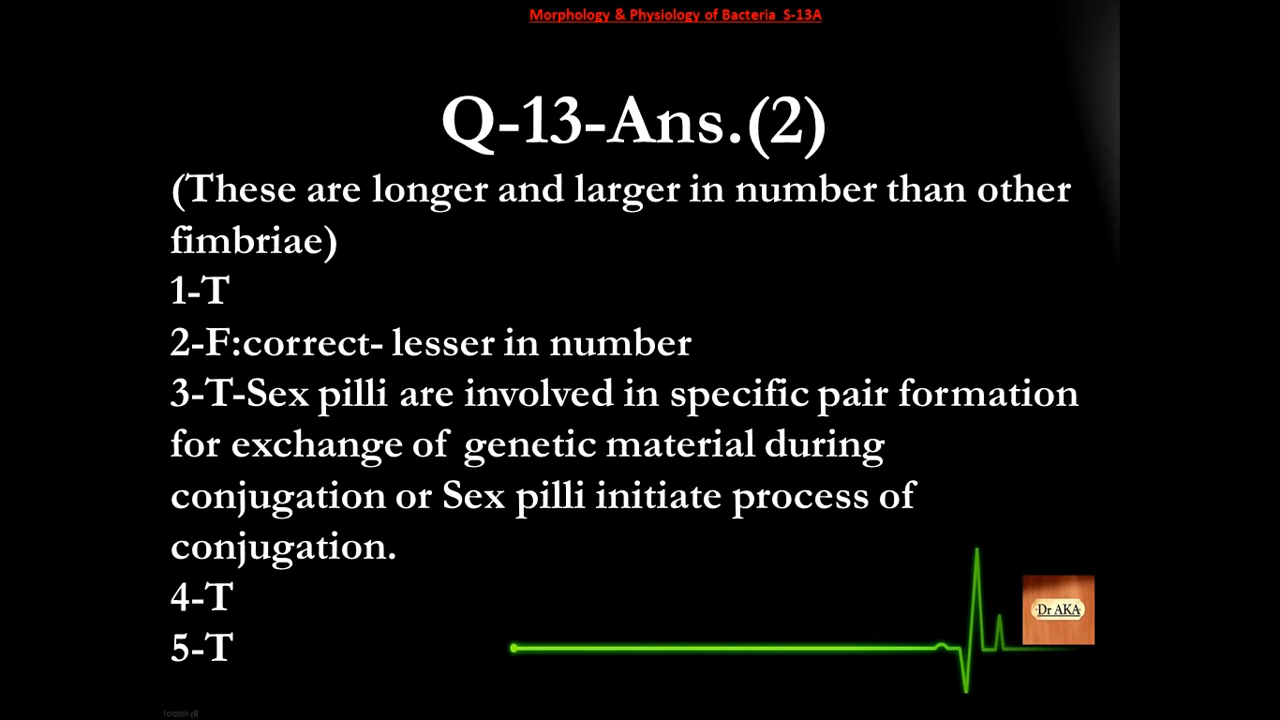 Morphology & Physiology of Bacteria S-13A
Q-13-Ans.(2)
(These are longer and larger in number than other
fimbriae)
1-T
2-F:correct- lesser in number
3-T-Sex pilli are involved in specific pair formation
for exchange of genetic material during
conjugation or Sex pilli initiate process of
conjugation.
4-T
5-T
Dr AKA